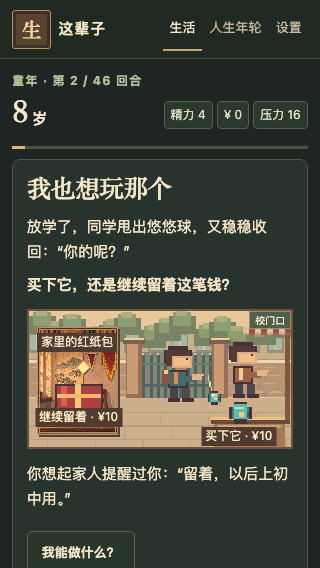 生
这辈子
生活
人生年轮
设置
童年 · 第 2 / 46 回合
8 岁
精力 4
¥ 0
压力 16
我也想玩那个
放学了，同学甩出悠悠球，又稳稳收
回：“你的呢？”
买下它，还是继续留着这笔钱？
校门口
家里的红纸包
继续留着 · ¥10
买下它 · ¥10
你想起家人提醒过你：“留着，以后上初
中用。”
我能做什么？